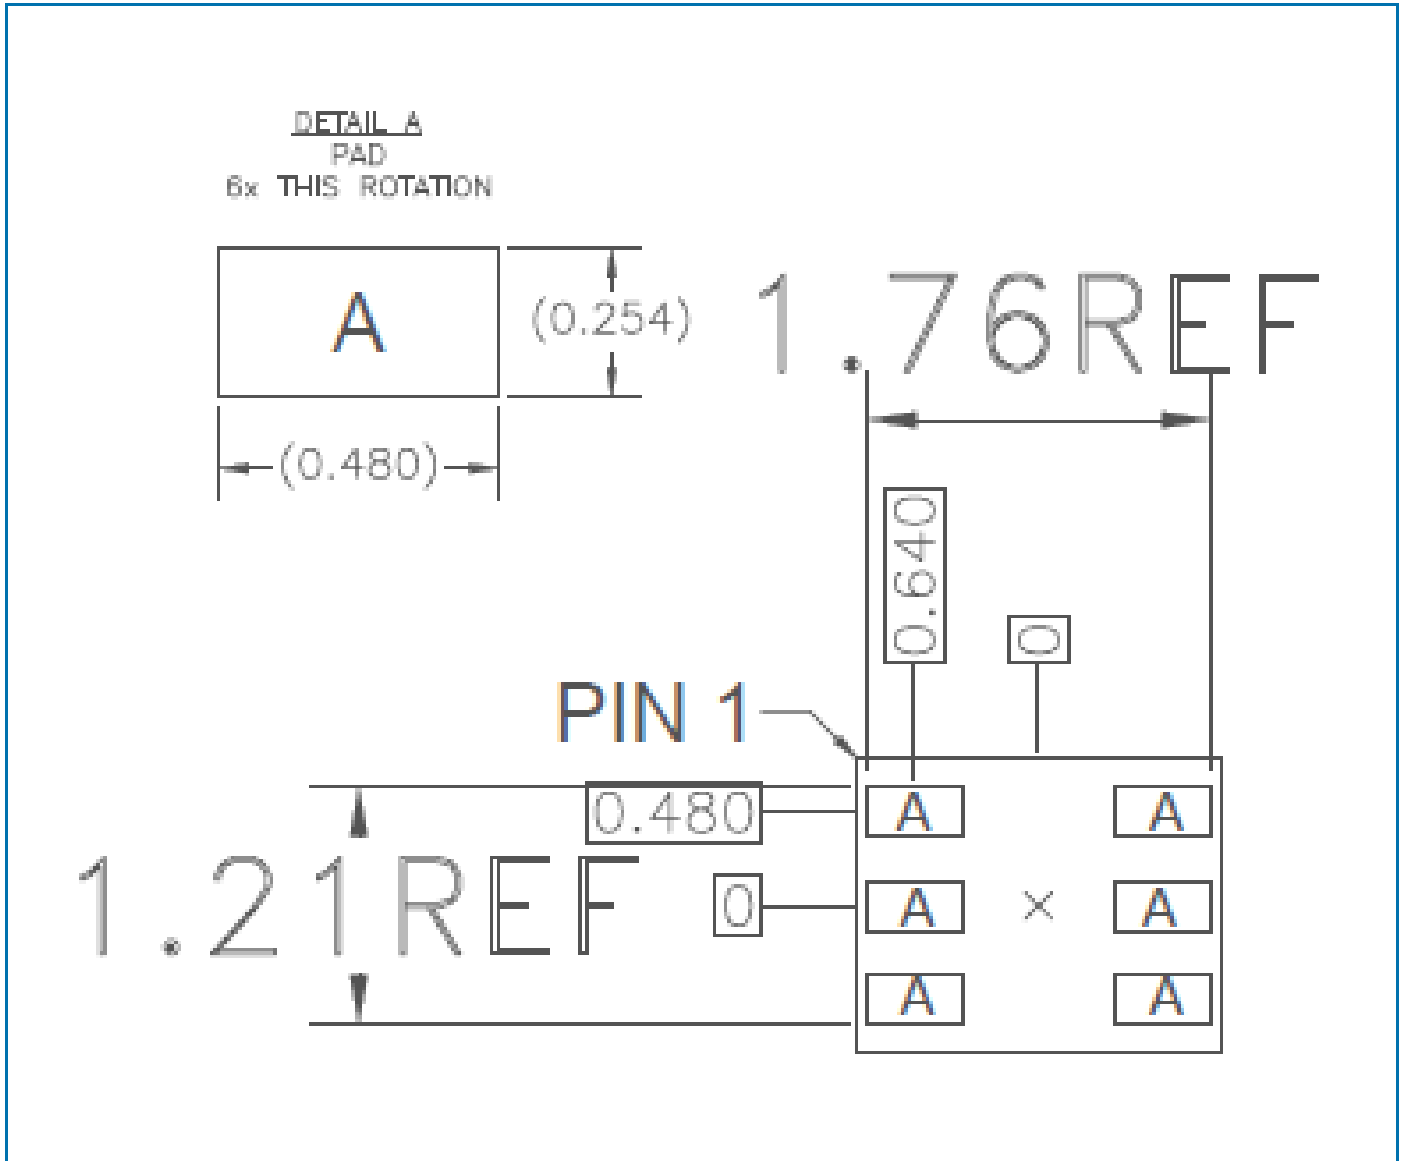 DETAIL A
PAD
6x THIS ROTATION
A
(0.254)
(0.480)
1.76REF
0.640
0
PIN 1
0.480
1.21REF
0
A A
A A
A A